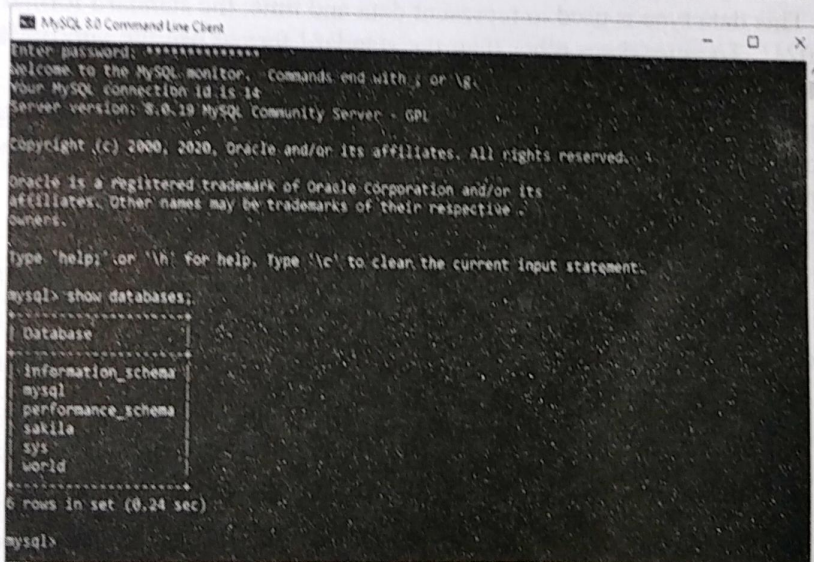 MySQL 8.0 Command Line Client
Enter password: **************
Welcome to the MySQL monitor.  Commands end with ; or \g.
Your MySQL connection id is 14
Server version: 8.0.19 MySQL Community Server - GPL

Copyright (c) 2000, 2020, Oracle and/or its affiliates. All rights reserved.

Oracle is a registered trademark of Oracle Corporation and/or its
affiliates. Other names may be trademarks of their respective
owners.

Type 'help;' or '\h' for help. Type '\c' to clear the current input statement.

mysql> show databases;
+--------------------+
| Database           |
+--------------------+
| information_schema |
| mysql              |
| performance_schema |
| sakila             |
| sys                |
| world              |
+--------------------+
6 rows in set (0.24 sec)

mysql>